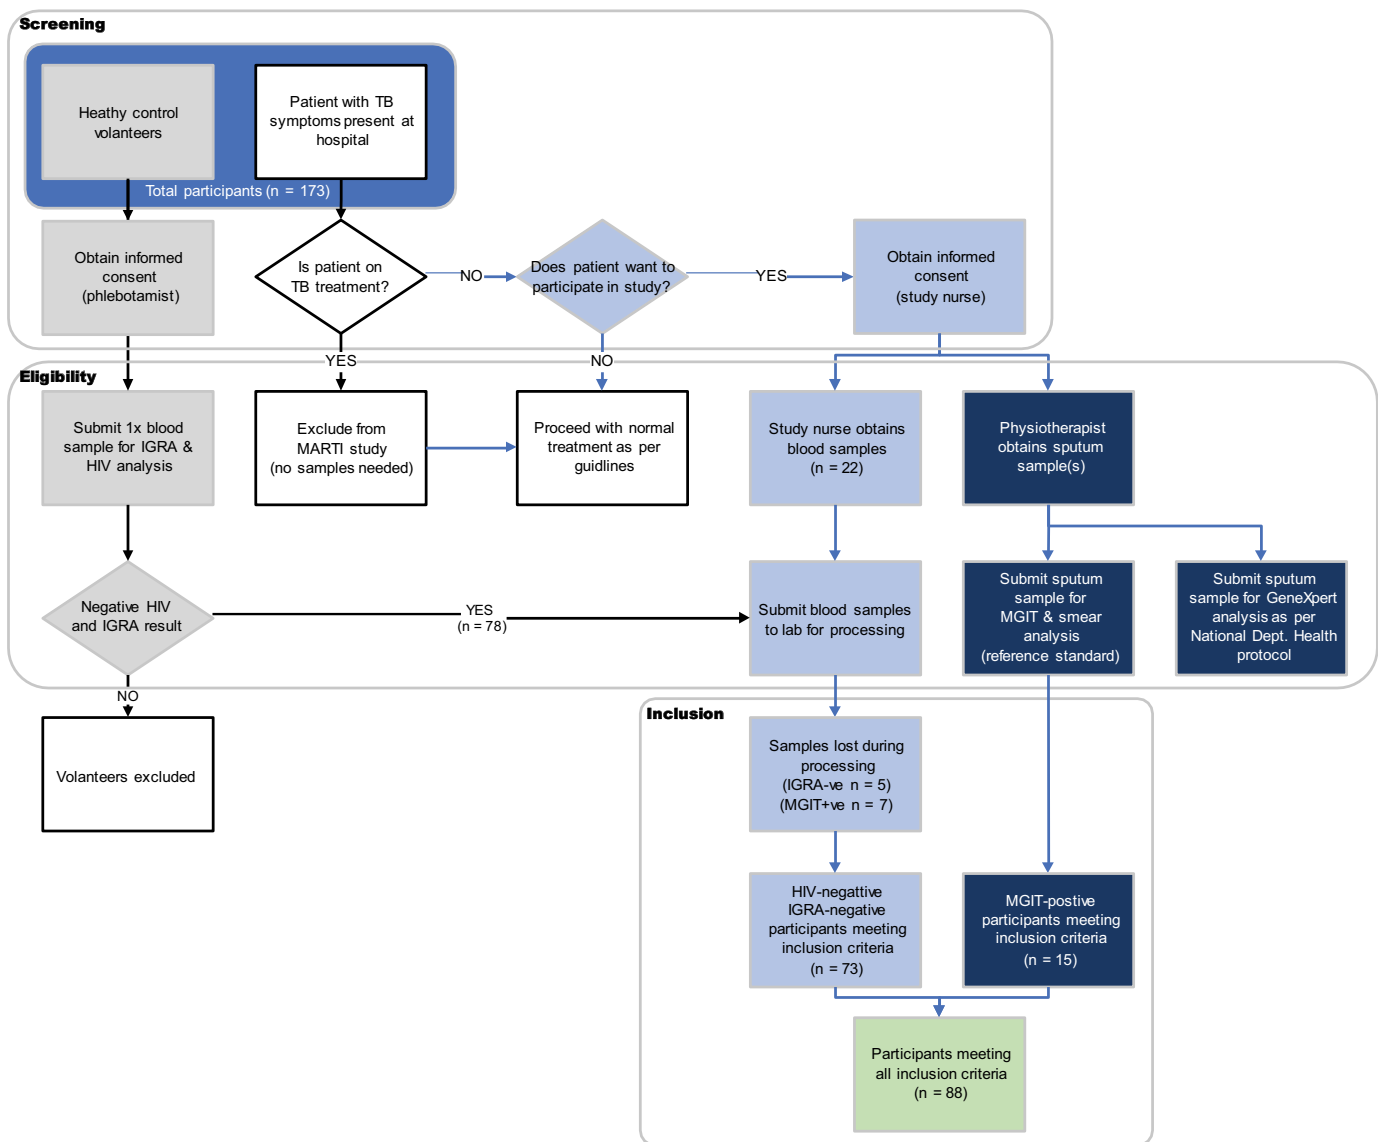 Screening
Heathy control
volanteers
Patient with TB
symptoms present at
hospital
Total participants (n = 173)
Obtain informed
consent
(phlebotamist)
Is patient on
TB treatment?
NO
Does patient want to
participate in study?
YES
Obtain informed
consent
(study nurse)
YES
NO
Eligibility
Submit 1x blood
sample for IGRA &
HIV analysis
Exclude from
MARTI study
(no samples needed)
Proceed with normal
treatment as per
guidlines
Study nurse obtains
blood samples
(n = 22)
Physiotherapist
obtains sputum
sample(s)
Negative HIV
and IGRA result
YES
(n = 78)
Submit blood samples
to lab for processing
Submit sputum
sample for
MGIT & smear
analysis
(reference standard)
Submit sputum
sample for GeneXpert
analysis as per
National Dept. Health
protocol
NO
Volanteers excluded
Inclusion
Samples lost during
processing
(IGRA-ve n = 5)
(MGIT+ve n = 7)
HIV-negattive
IGRA-negative
participants meeting
inclusion criteria
(n = 73)
MGIT-postive
participants meeting
inclusion criteria
(n = 15)
Participants meeting
all inclusion criteria
(n = 88)